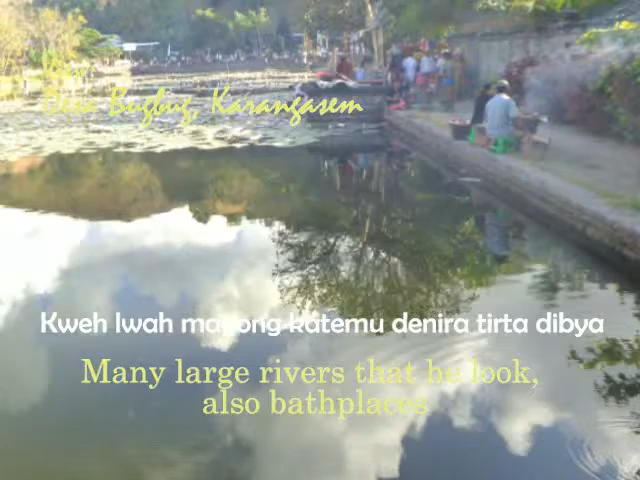 Desa Bugbug, Karangasem
Kweh lwah magong katemu denira tirta dibya
Many large rivers that he look,
also bathplaces